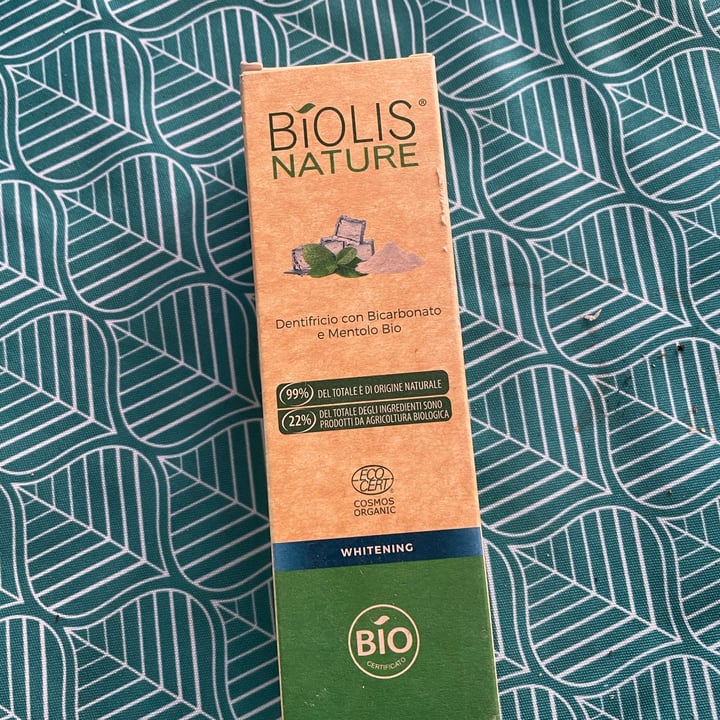 BiOLIS®
NATURE
Dentifricio con Bicarbonato
e Mentolo Bio
99% DEL TOTALE È DI ORIGINE NATURALE
22% DEL TOTALE DEGLI INGREDIENTI SONO
PRODOTTI DA AGRICOLTURA BIOLOGICA
ECO
CERT
COSMOS
ORGANIC
WHITENING
BIO
CERTIFICATO